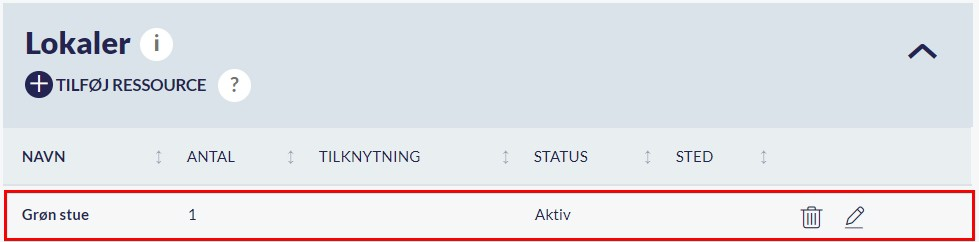 Lokaler i
TILFØJ RESSOURCE ?
NAVN ANTAL TILKNYTNING STATUS STED
Grøn stue 1 Aktiv